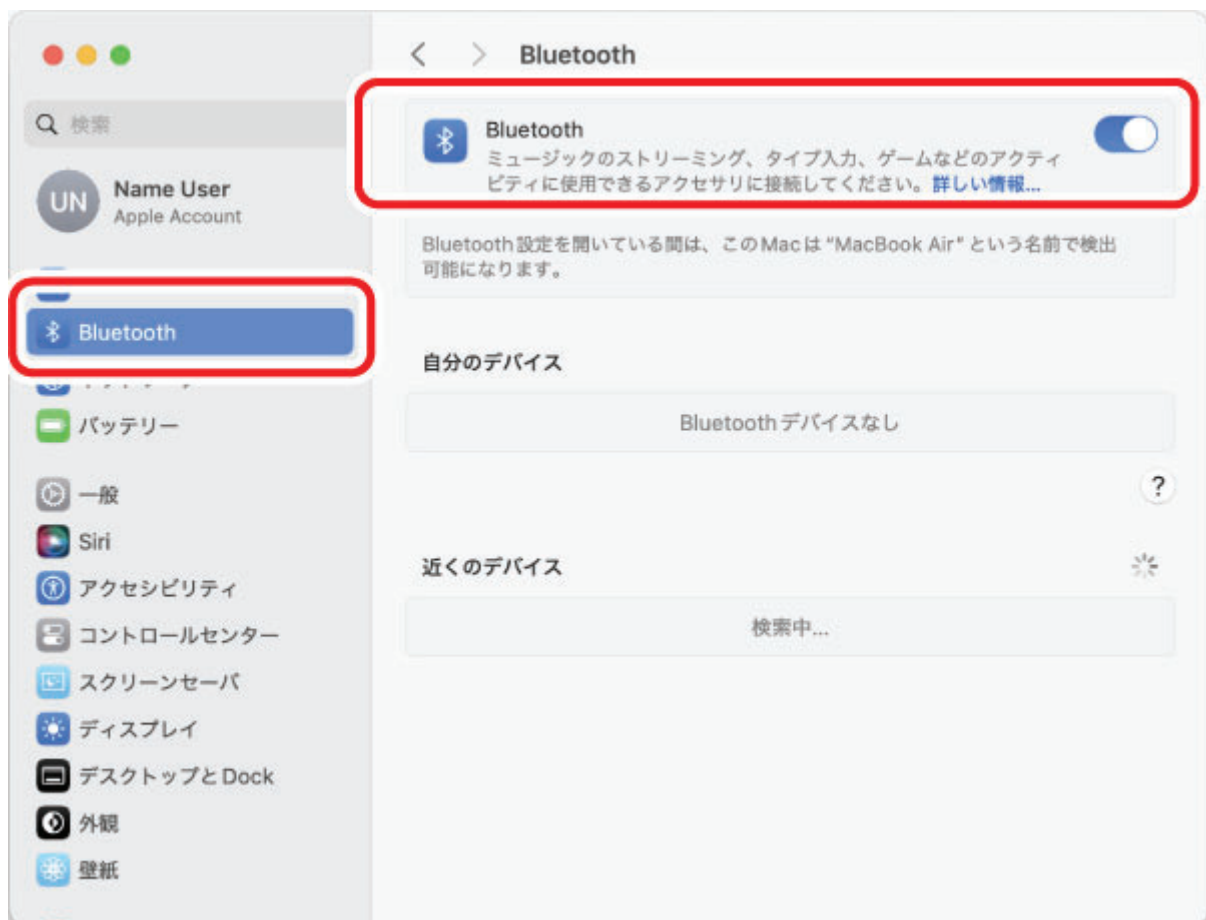 Bluetooth
検索
Name User
Apple Account
UN
Bluetooth
バッテリー
一般
Siri
アクセシビリティ
コントロールセンター
スクリーンセーバ
ディスプレイ
デスクトップとDock
外観
壁紙
Bluetooth
ミュージックのストリーミング、タイプ入力、ゲームなどのアクティ
ビティに使用できるアクセサリに接続してください。詳しい情報...
Bluetooth設定を開いている間は、このMacは“MacBook Air”という名前で検出
可能になります。
自分のデバイス
Bluetoothデバイスなし
?
近くのデバイス
検索中...